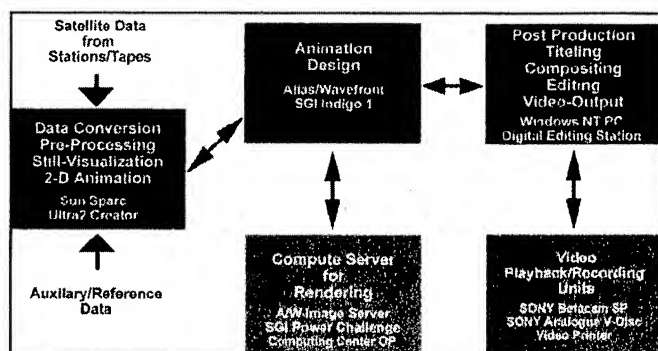 Satellite Data
from
Stations/Tapes
Data Conversion
Pre-Processing
Still-Visualization
2-D Animation
Sun Sparc
Ultra2 Creator
Auxilary/Reference
Data
Animation
Design
Alias/Wavefront
SGI Indigo 1
Compute Server
for
Rendering
A/W-Image Server
SGI Power Challenge
Computing Center OP
Post Production
Titeling
Compositing
Editing
Video-Output
Windows NT PC
Digital Editing Station
Video
Playback/Recording
Units
SONY Betacam SP
SONY Analogue V-Disc
Video Printer